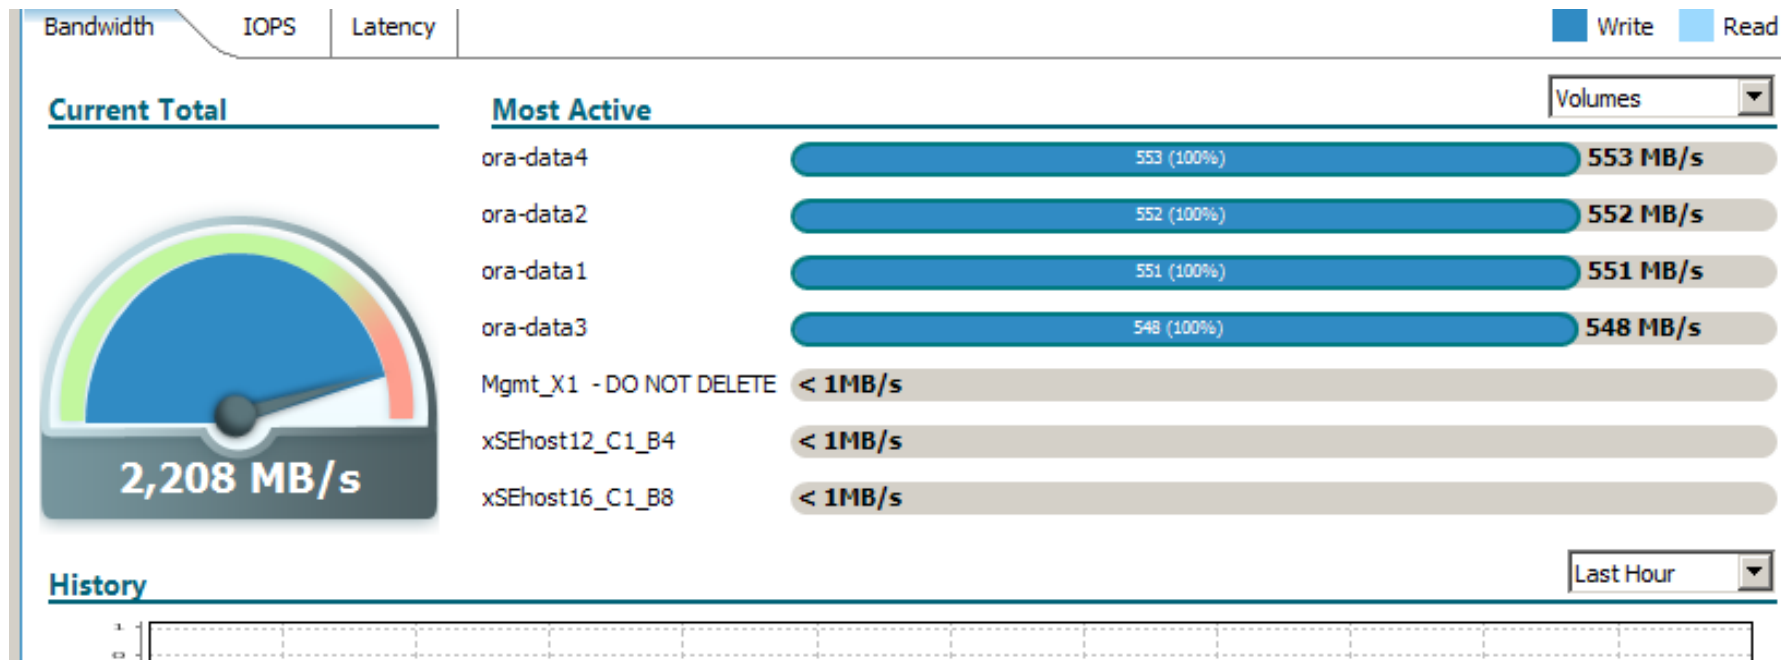 Bandwidth IOPS Latency Write Read
Current Total Most Active Volumes
ora-data4 553 (100%) 553 MB/s
ora-data2 552 (100%) 552 MB/s
ora-data1 551 (100%) 551 MB/s
ora-data3 548 (100%) 548 MB/s
Mgmt_X1 - DO NOT DELETE < 1MB/s
xSEhost12_C1_B4 < 1MB/s
xSEhost16_C1_B8 < 1MB/s
2,208 MB/s
History Last Hour
1